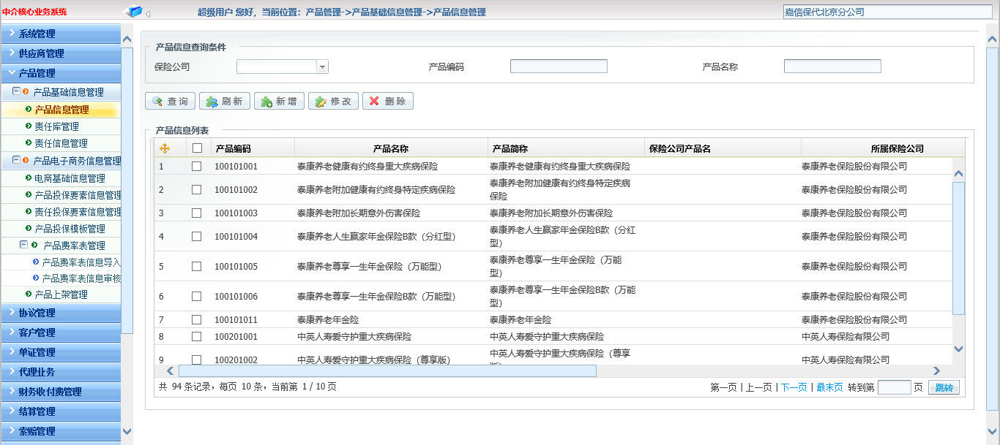 中介核心业务系统
超级用户 您好，当前位置：产品管理->产品基础信息管理->产品信息管理
嘉信保代北京分公司
系统管理
供应商管理
产品管理
产品基础信息管理
产品信息管理
责任库管理
责任信息管理
产品电子商务信息管理
电商基础信息管理
产品投保要素信息管理
责任投保要素信息管理
产品投保模板管理
产品费率表管理
产品费率表信息导入
产品费率表信息审核
产品上架管理
协议管理
客户管理
单证管理
代理业务
财务收付费管理
结算管理
索赔管理
产品信息查询条件
保险公司 产品编码 产品名称
查 询 刷 新 新 增 修 改 删 除
产品信息列表
产品编码 产品名称 产品简称 保险公司产品名 所属保险公司
1 100101001 泰康养老健康有约终身重大疾病保险 泰康养老健康有约终身重大疾病保险 泰康养老保险股份有限公司
2 100101002 泰康养老附加健康有约终身特定疾病保险 泰康养老附加健康有约终身特定疾病
保险 泰康养老保险股份有限公司
3 100101003 泰康养老附加长期意外伤害保险 泰康养老附加长期意外伤害保险 泰康养老保险股份有限公司
4 100101004 泰康养老人生赢家年金保险B款（分红型） 泰康养老人生赢家年金保险B款（分红
型） 泰康养老保险股份有限公司
5 100101005 泰康养老尊享一生年金保险（万能型） 泰康养老尊享一生年金保险（万能
型） 泰康养老保险股份有限公司
6 100101006 泰康养老尊享一生年金保险B款（万能型） 泰康养老尊享一生年金保险B款（万能
型） 泰康养老保险股份有限公司
7 100101011 泰康养老年金险 泰康养老年金险 泰康养老保险股份有限公司
8 100201001 中英人寿爱守护重大疾病保险 中英人寿爱守护重大疾病保险 中英人寿保险有限公司
9 100201002 中英人寿爱守护重大疾病保险（尊享版） 中英人寿爱守护重大疾病保险（尊享
中英人寿保险有限公司
共 94 条记录，每页 10 条，当前第 1 / 10 页
第一页 | 上一页 | 下一页 | 最末页 转到第 页 跳转